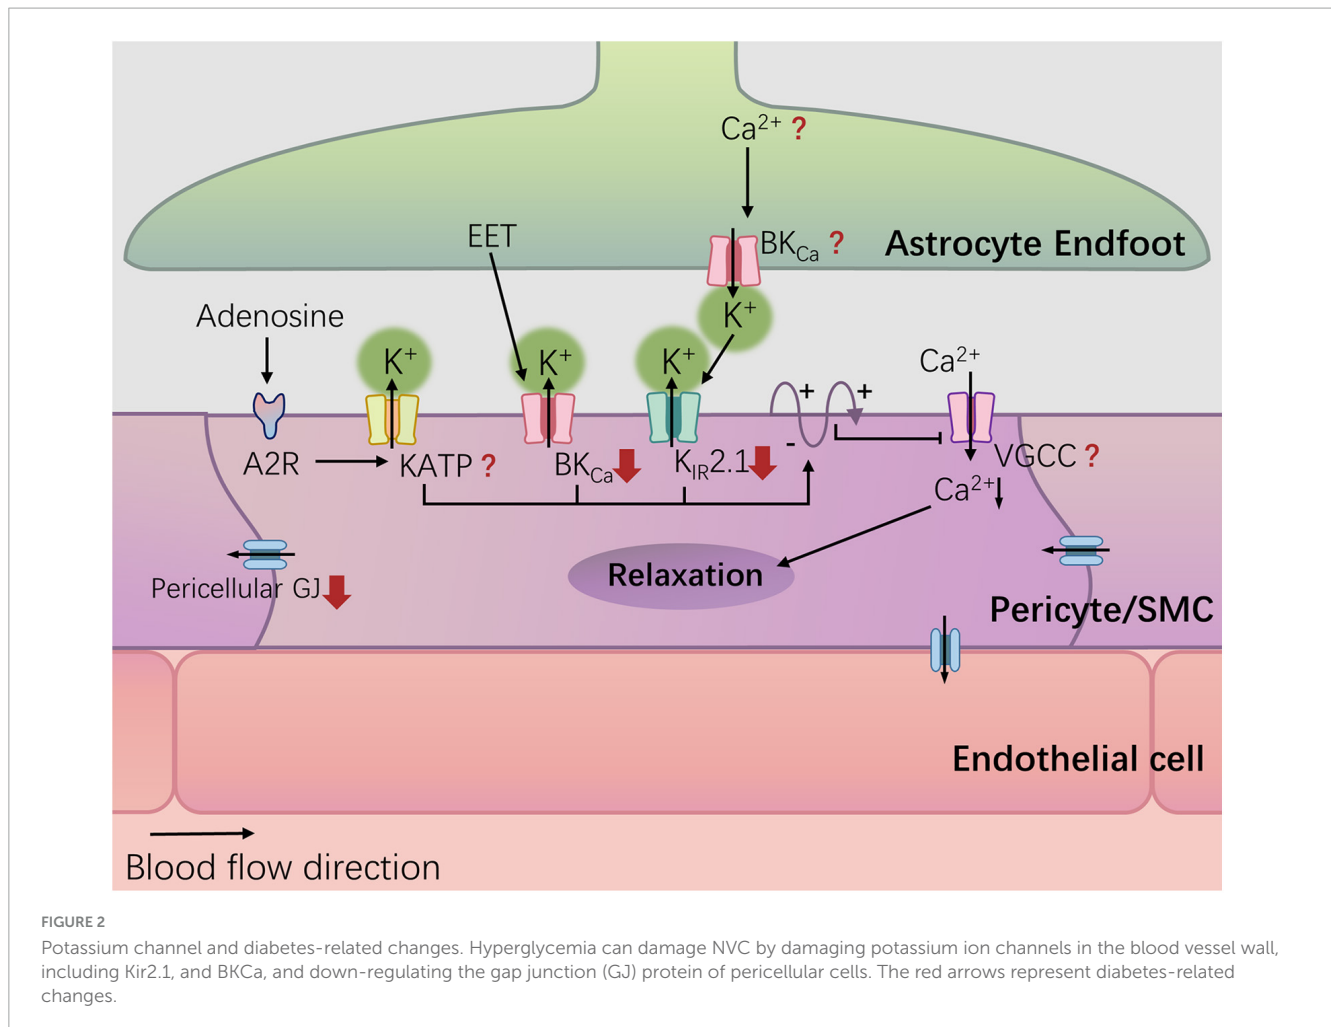 Ca²⁺ ?
BK_Ca ?
Astrocyte Endfoot
EET
K⁺
Adenosine
K⁺
K⁺
K⁺
Ca²⁺
+
+
-
A2R
KATP ?
BK_Ca
K_IR2.1
VGCC ?
Ca²⁺
Relaxation
Pericellular GJ
Pericyte/SMC
Endothelial cell
Blood flow direction
FIGURE 2
Potassium channel and diabetes-related changes. Hyperglycemia can damage NVC by damaging potassium ion channels in the blood vessel wall,
including Kir2.1, and BKCa, and down-regulating the gap junction (GJ) protein of pericellular cells. The red arrows represent diabetes-related
changes.